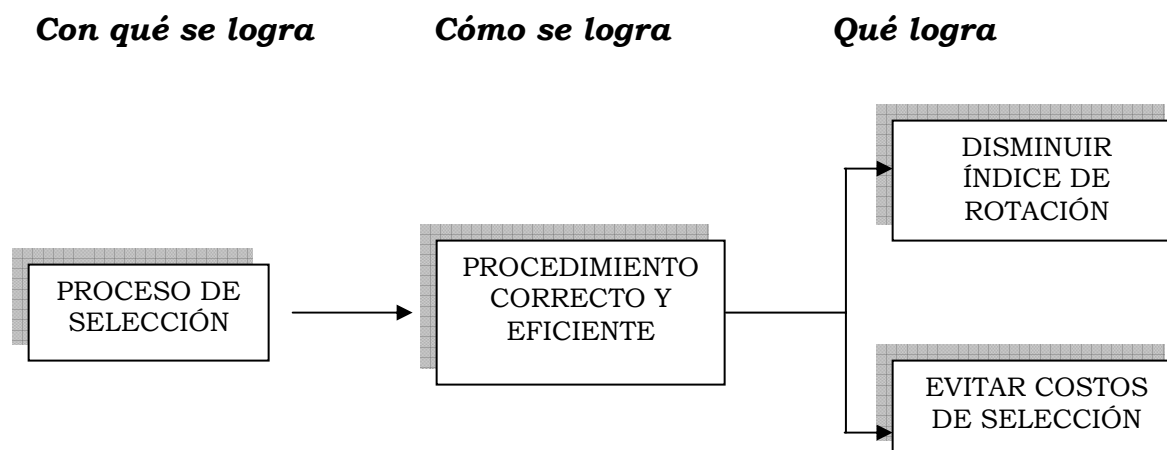 Con qué se logra
Cómo se logra
Qué logra
PROCESO DE
SELECCIÓN
PROCEDIMIENTO
CORRECTO Y
EFICIENTE
DISMINUIR
ÍNDICE DE
ROTACIÓN
EVITAR COSTOS
DE SELECCIÓN